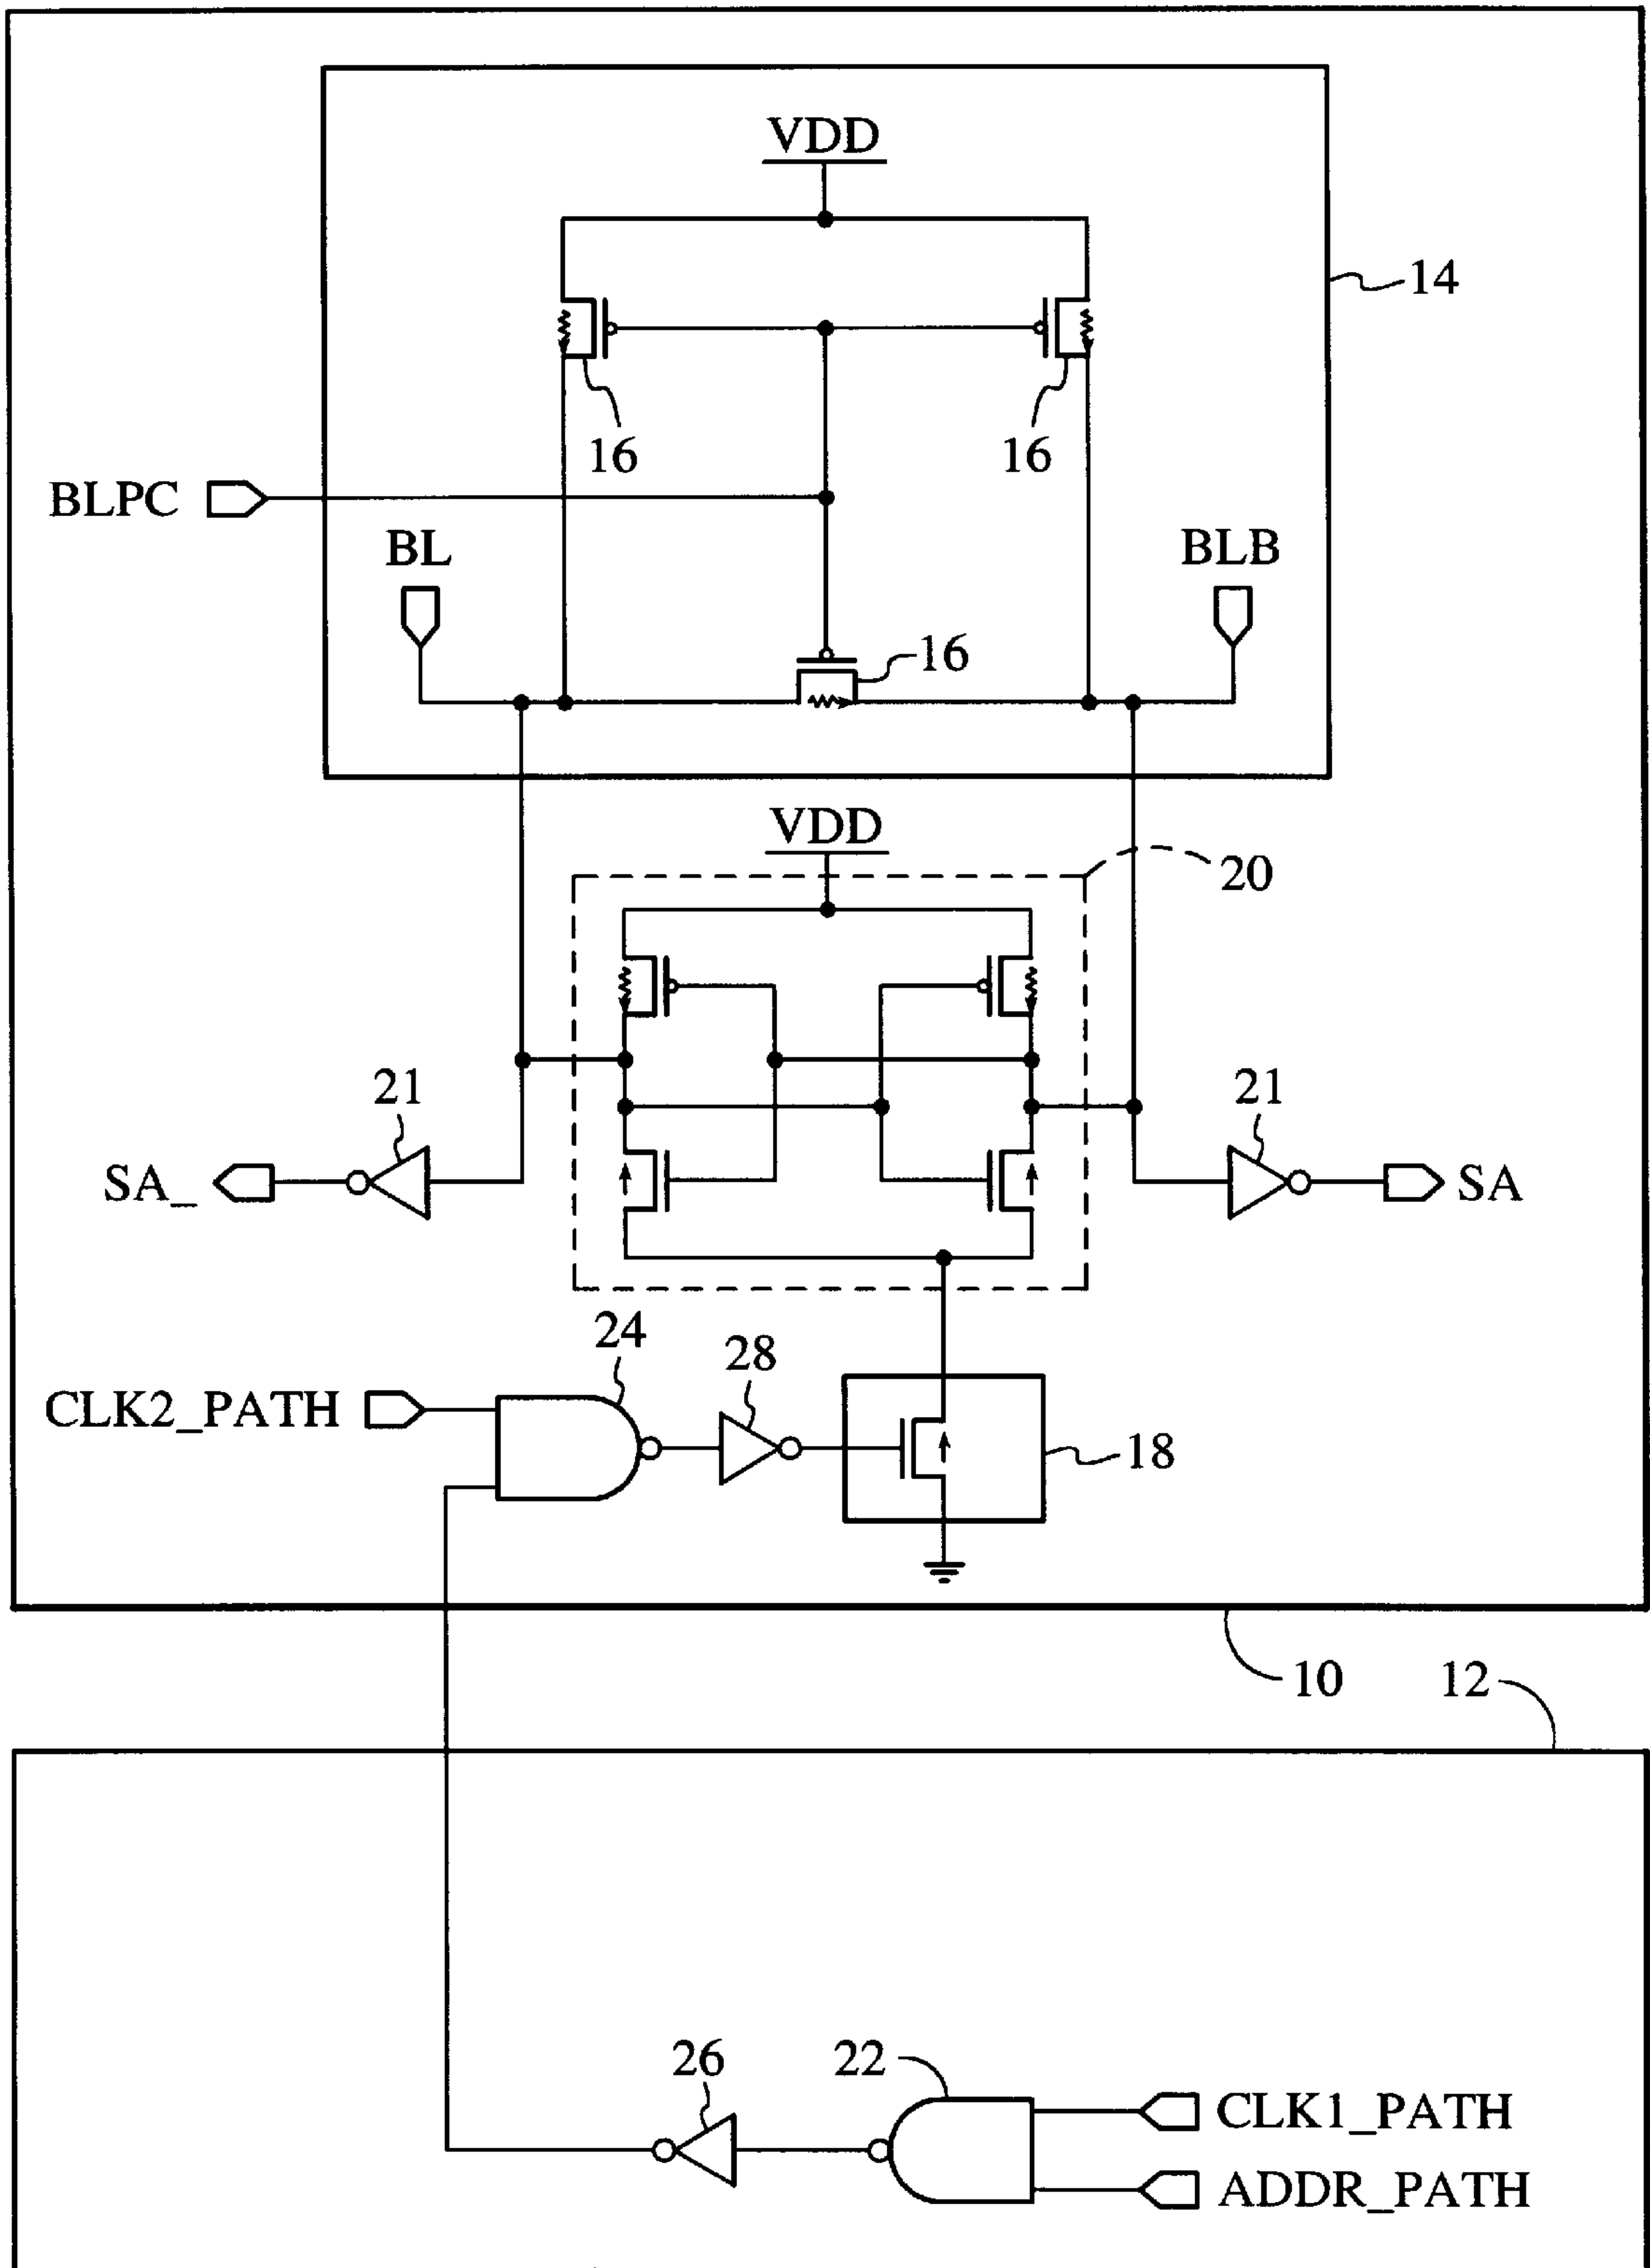 VDD
14
16
16
BLPC
BL
BLB
16
VDD
20
21
21
SA_
SA
24
28
CLK2_PATH
18
10
12
26
22
CLK1_PATH
ADDR_PATH